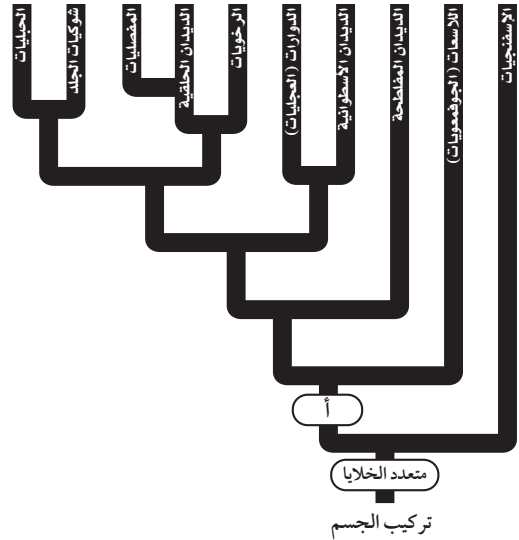 الإسفنجيات
اللاسعات (الجوفمعويات)
الديدان المفلطحة
الديدان الأسطوانية
الدوارات (العجليات)
الرخويات
الديدان الحلقية
المفصليات
شوكيات الجلد
الحبليات
أ
متعدد الخلايا
تركيب الجسم